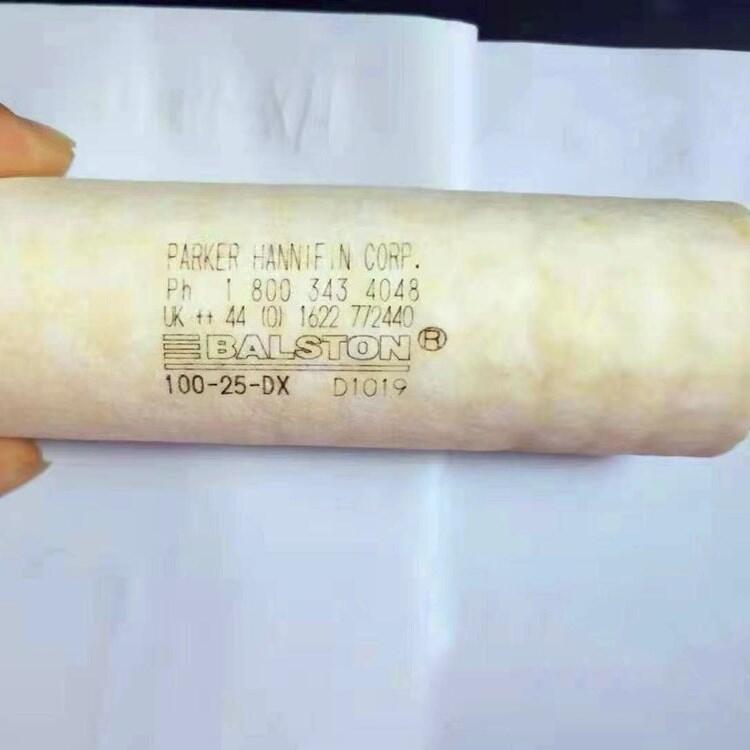 PARKER HANNIFIN CORP.
Ph 1 800 343 4048
UK ++ 44 (0) 1622 772440
BALSTON®
100-25-DX D1019